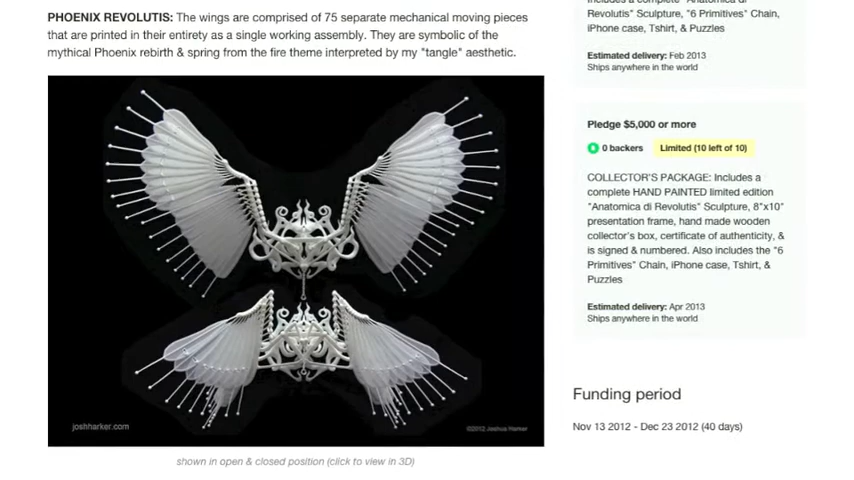 PHOENIX REVOLUTIS: The wings are comprised of 75 separate mechanical moving pieces
that are printed in their entirety as a single working assembly. They are symbolic of the
mythical Phoenix rebirth & spring from the fire theme interpreted by my "tangle" aesthetic.
joshharker.com
©2012 Joshua Harker
shown in open & closed position (click to view in 3D)
includes a complete "Anatomica di
Revolutis" Sculpture, "6 Primitives" Chain,
iPhone case, Tshirt, & Puzzles
Estimated delivery: Feb 2013
Ships anywhere in the world
Pledge $5,000 or more
0 backers Limited (10 left of 10)
COLLECTOR'S PACKAGE: Includes a
complete HAND PAINTED limited edition
"Anatomica di Revolutis" Sculpture, 8"x10"
presentation frame, hand made wooden
collector's box, certificate of authenticity, &
is signed & numbered. Also includes the "6
Primitives" Chain, iPhone case, Tshirt, &
Puzzles
Estimated delivery: Apr 2013
Ships anywhere in the world
Funding period
Nov 13 2012 - Dec 23 2012 (40 days)